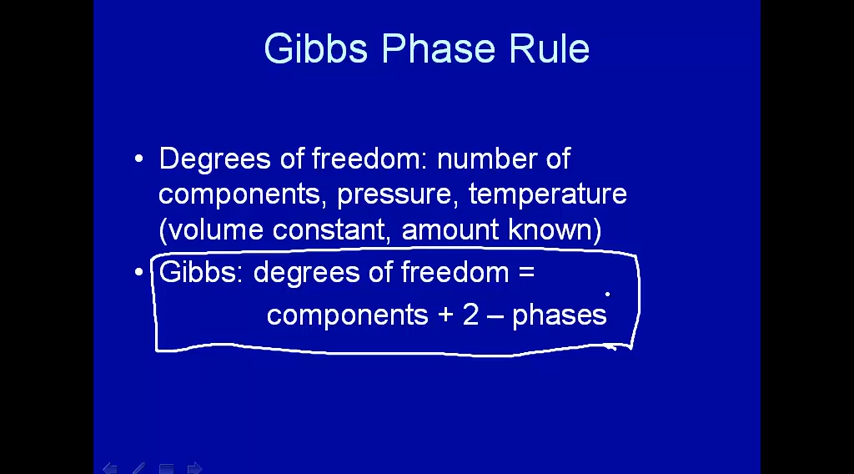 Gibbs Phase Rule
• Degrees of freedom: number of
components, pressure, temperature
(volume constant, amount known)
• Gibbs: degrees of freedom =
components + 2 – phases